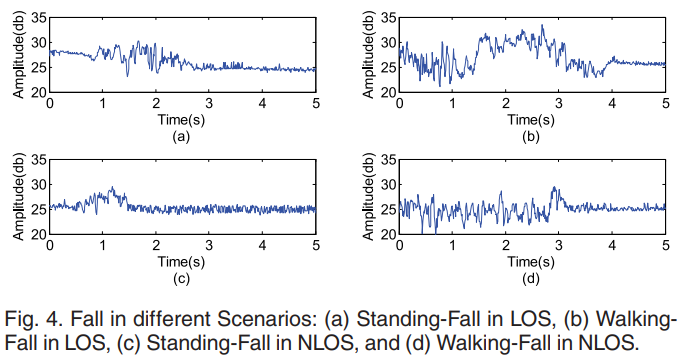 Amplitude(db)
35
30
25
20
0 1 2 3 4 5
Time(s)
(a)
Amplitude(db)
35
30
25
20
0 1 2 3 4 5
Time(s)
(b)
Amplitude(db)
35
30
25
20
0 1 2 3 4 5
Time(s)
(c)
Amplitude(db)
35
30
25
20
0 1 2 3 4 5
Time(s)
(d)
Fig. 4. Fall in different Scenarios: (a) Standing-Fall in LOS, (b) Walking-
Fall in LOS, (c) Standing-Fall in NLOS, and (d) Walking-Fall in NLOS.